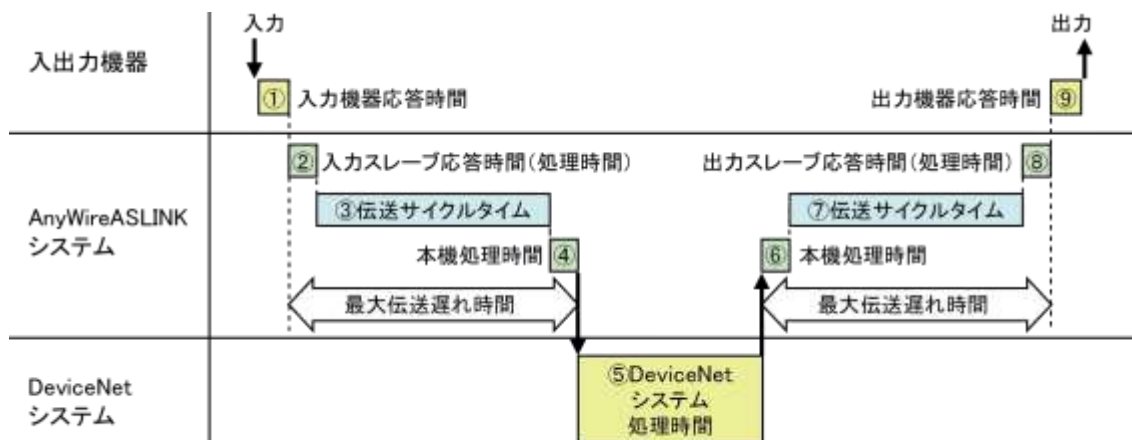 入力
出力
入出力機器
① 入力機器応答時間
出力機器応答時間 ⑨
② 入力スレーブ応答時間(処理時間)
出力スレーブ応答時間(処理時間) ⑧
AnyWireASLINK
システム
③伝送サイクルタイム
⑦伝送サイクルタイム
本機処理時間 ④
⑥ 本機処理時間
最大伝送遅れ時間
最大伝送遅れ時間
DeviceNet
システム
⑤DeviceNet
システム
処理時間